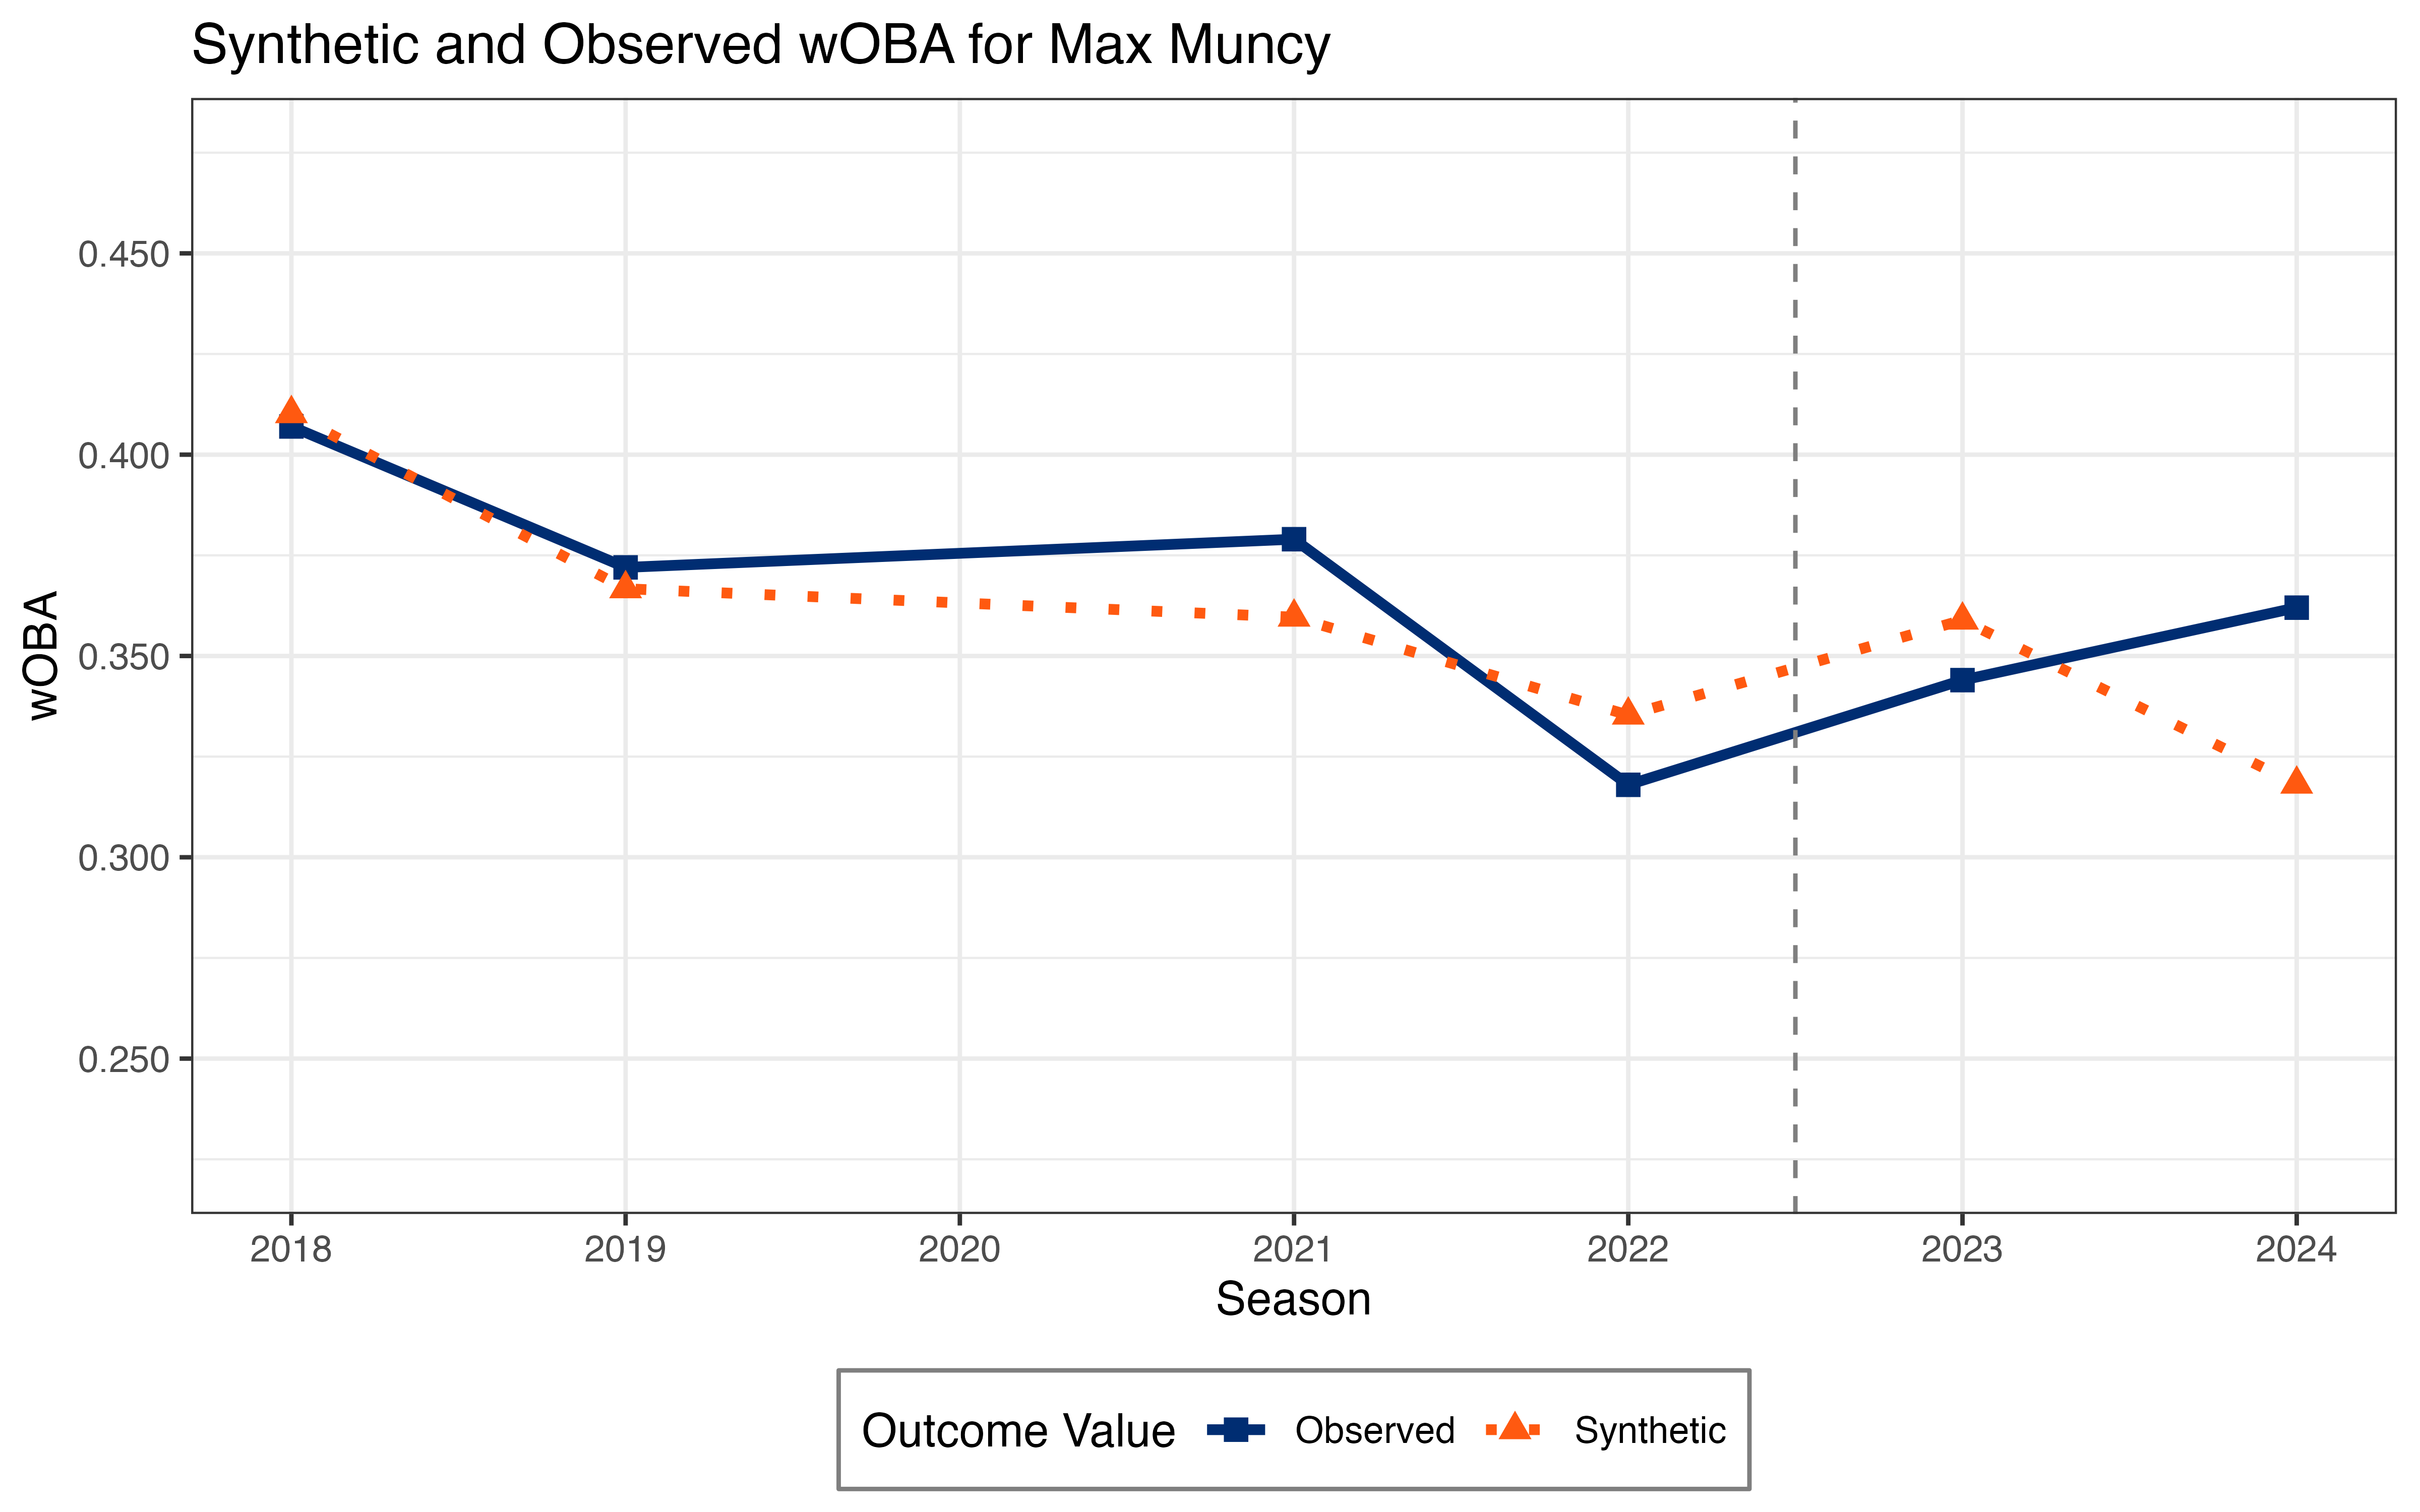 Synthetic and Observed wOBA for Max Muncy
wOBA
0.450
0.400
0.350
0.300
0.250
2018 2019 2020 2021 2022 2023 2024
Season
Outcome Value Observed Synthetic